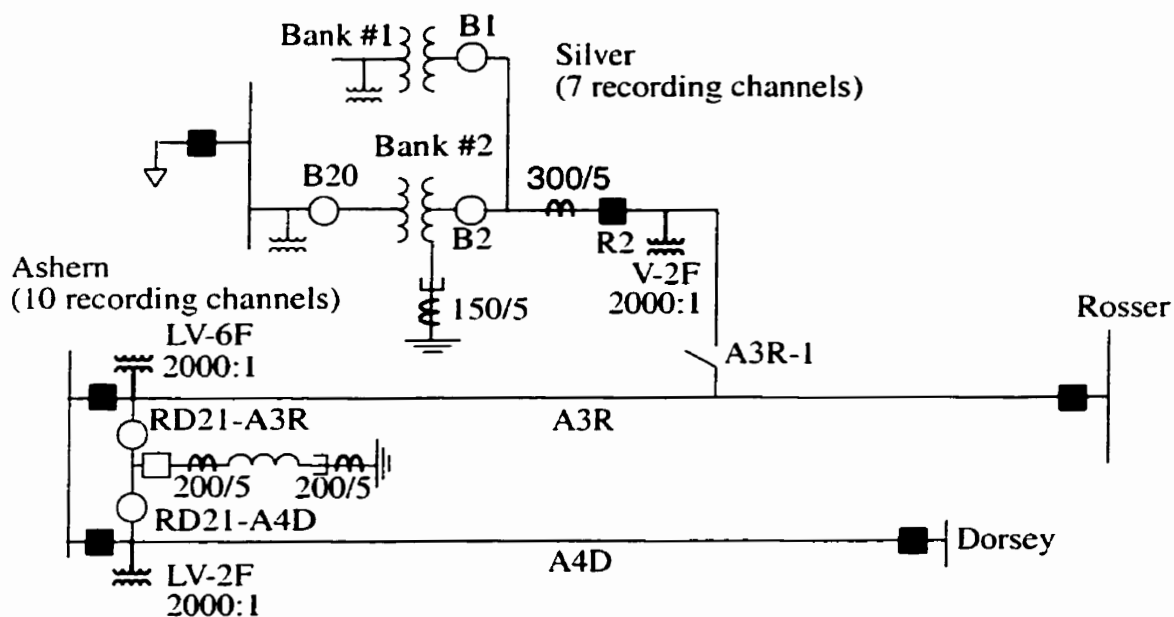 Bank #1
B1
Silver
(7 recording channels)
Bank #2
B20
300/5
B2
R2
V-2F
2000:1
Ashern
(10 recording channels)
150/5
Rosser
LV-6F
2000:1
A3R-1
RD21-A3R
A3R
200/5
200/5
RD21-A4D
Dorsey
A4D
LV-2F
2000:1